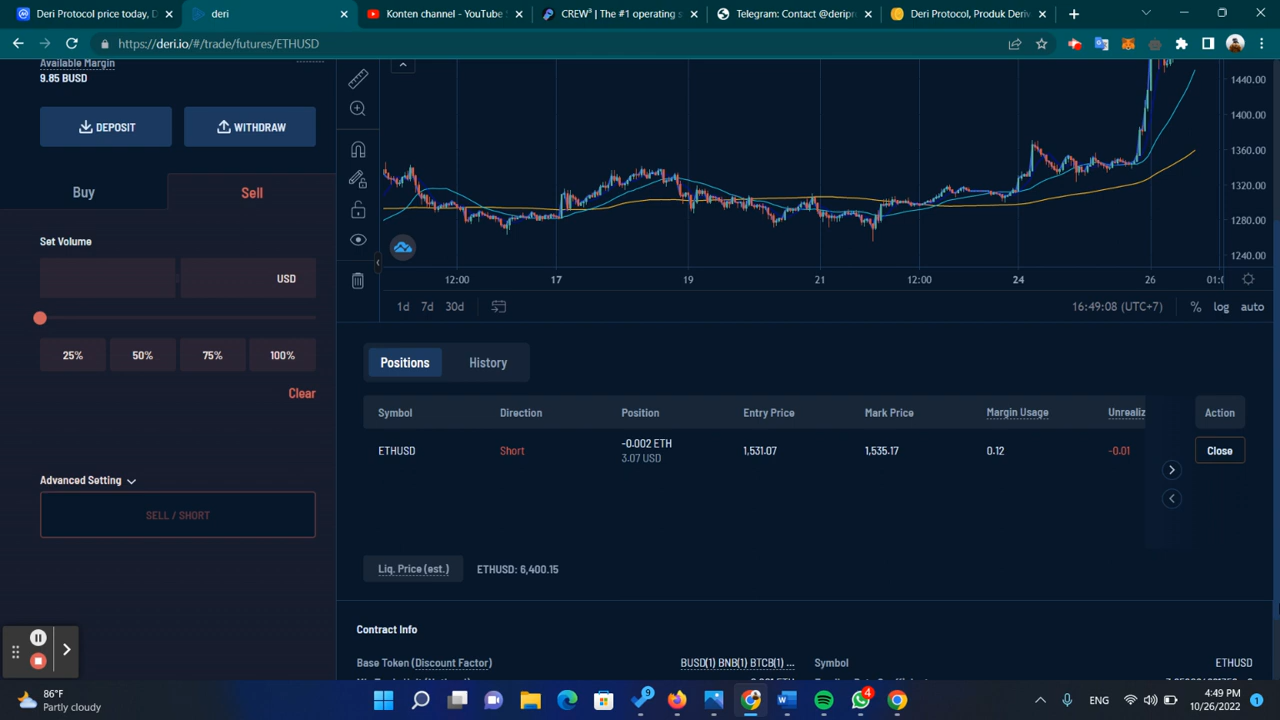 Deri Protocol price today, D
deri
Konten channel - YouTube S
CREW³ | The #1 operating s
Telegram: Contact @deripro
Deri Protocol, Produk Deriv
https://deri.io/#/trade/futures/ETHUSD
Available Margin
9.85 BUSD
DEPOSIT
WITHDRAW
Buy
Sell
Set Volume
USD
25%
50%
75%
100%
Clear
Advanced Setting
SELL / SHORT
1440.00
1400.00
1360.00
1320.00
1280.00
1240.00
12:00
17
19
21
12:00
24
26
01:(
1d
7d
30d
16:49:08 (UTC+7)
%
log
auto
Positions
History
Symbol
Direction
Position
Entry Price
Mark Price
Margin Usage
Unrealiz
Action
ETHUSD
Short
-0.002 ETH
3.07 USD
1,531.07
1,535.17
0.12
-0.01
Close
Liq. Price (est.)
ETHUSD: 6,400.15
Contract Info
Base Token (Discount Factor)
BUSD(1) BNB(1) BTCB(1) ...
Symbol
ETHUSD
86°F
Partly cloudy
9
4
ENG
4:49 PM
10/26/2022
1